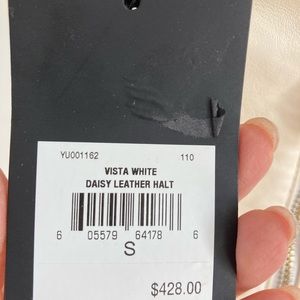 YU001162 110
VISTA WHITE
DAISY LEATHER HALT
6 05579 64178 6
S
$428.00